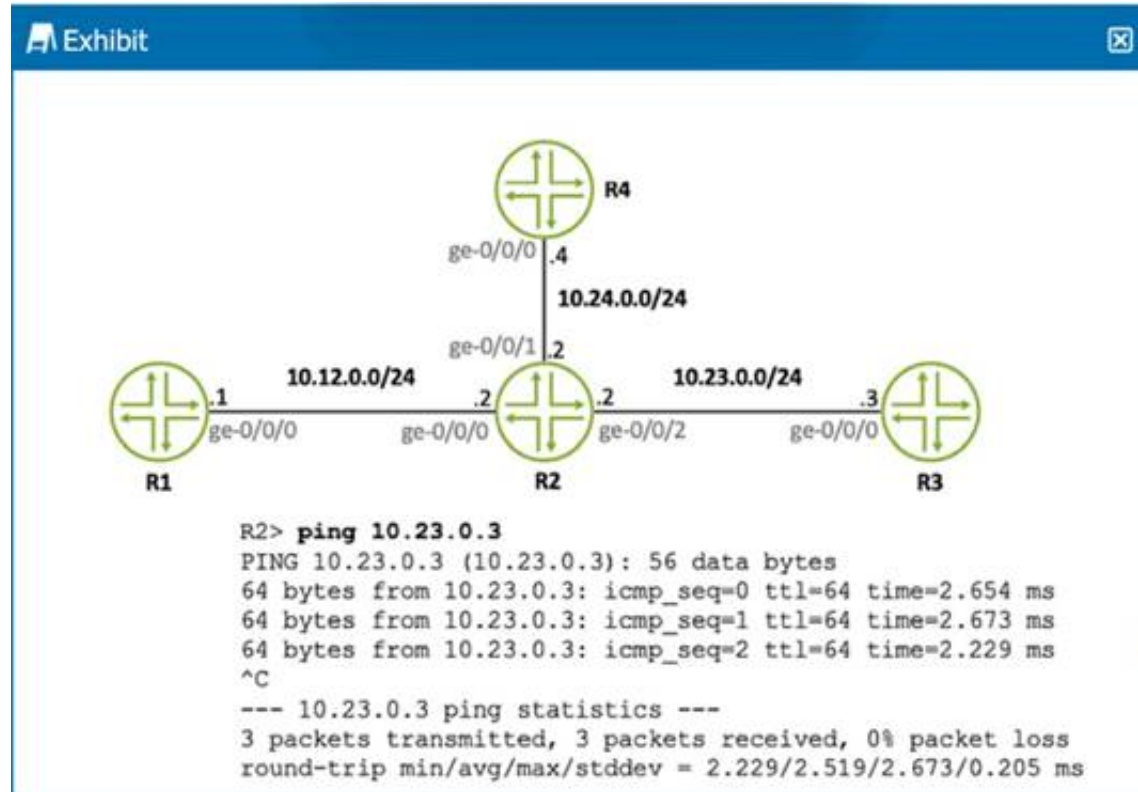 Exhibit
R4
ge-0/0/0 .4
10.24.0.0/24
ge-0/0/1 .2
10.12.0.0/24 10.23.0.0/24
.1 .2 .2 .3
ge-0/0/0 ge-0/0/0 ge-0/0/2 ge-0/0/0
R1 R2 R3
R2> ping 10.23.0.3
PING 10.23.0.3 (10.23.0.3): 56 data bytes
64 bytes from 10.23.0.3: icmp_seq=0 ttl=64 time=2.654 ms
64 bytes from 10.23.0.3: icmp_seq=1 ttl=64 time=2.673 ms
64 bytes from 10.23.0.3: icmp_seq=2 ttl=64 time=2.229 ms
^C
--- 10.23.0.3 ping statistics ---
3 packets transmitted, 3 packets received, 0% packet loss
round-trip min/avg/max/stddev = 2.229/2.519/2.673/0.205 ms